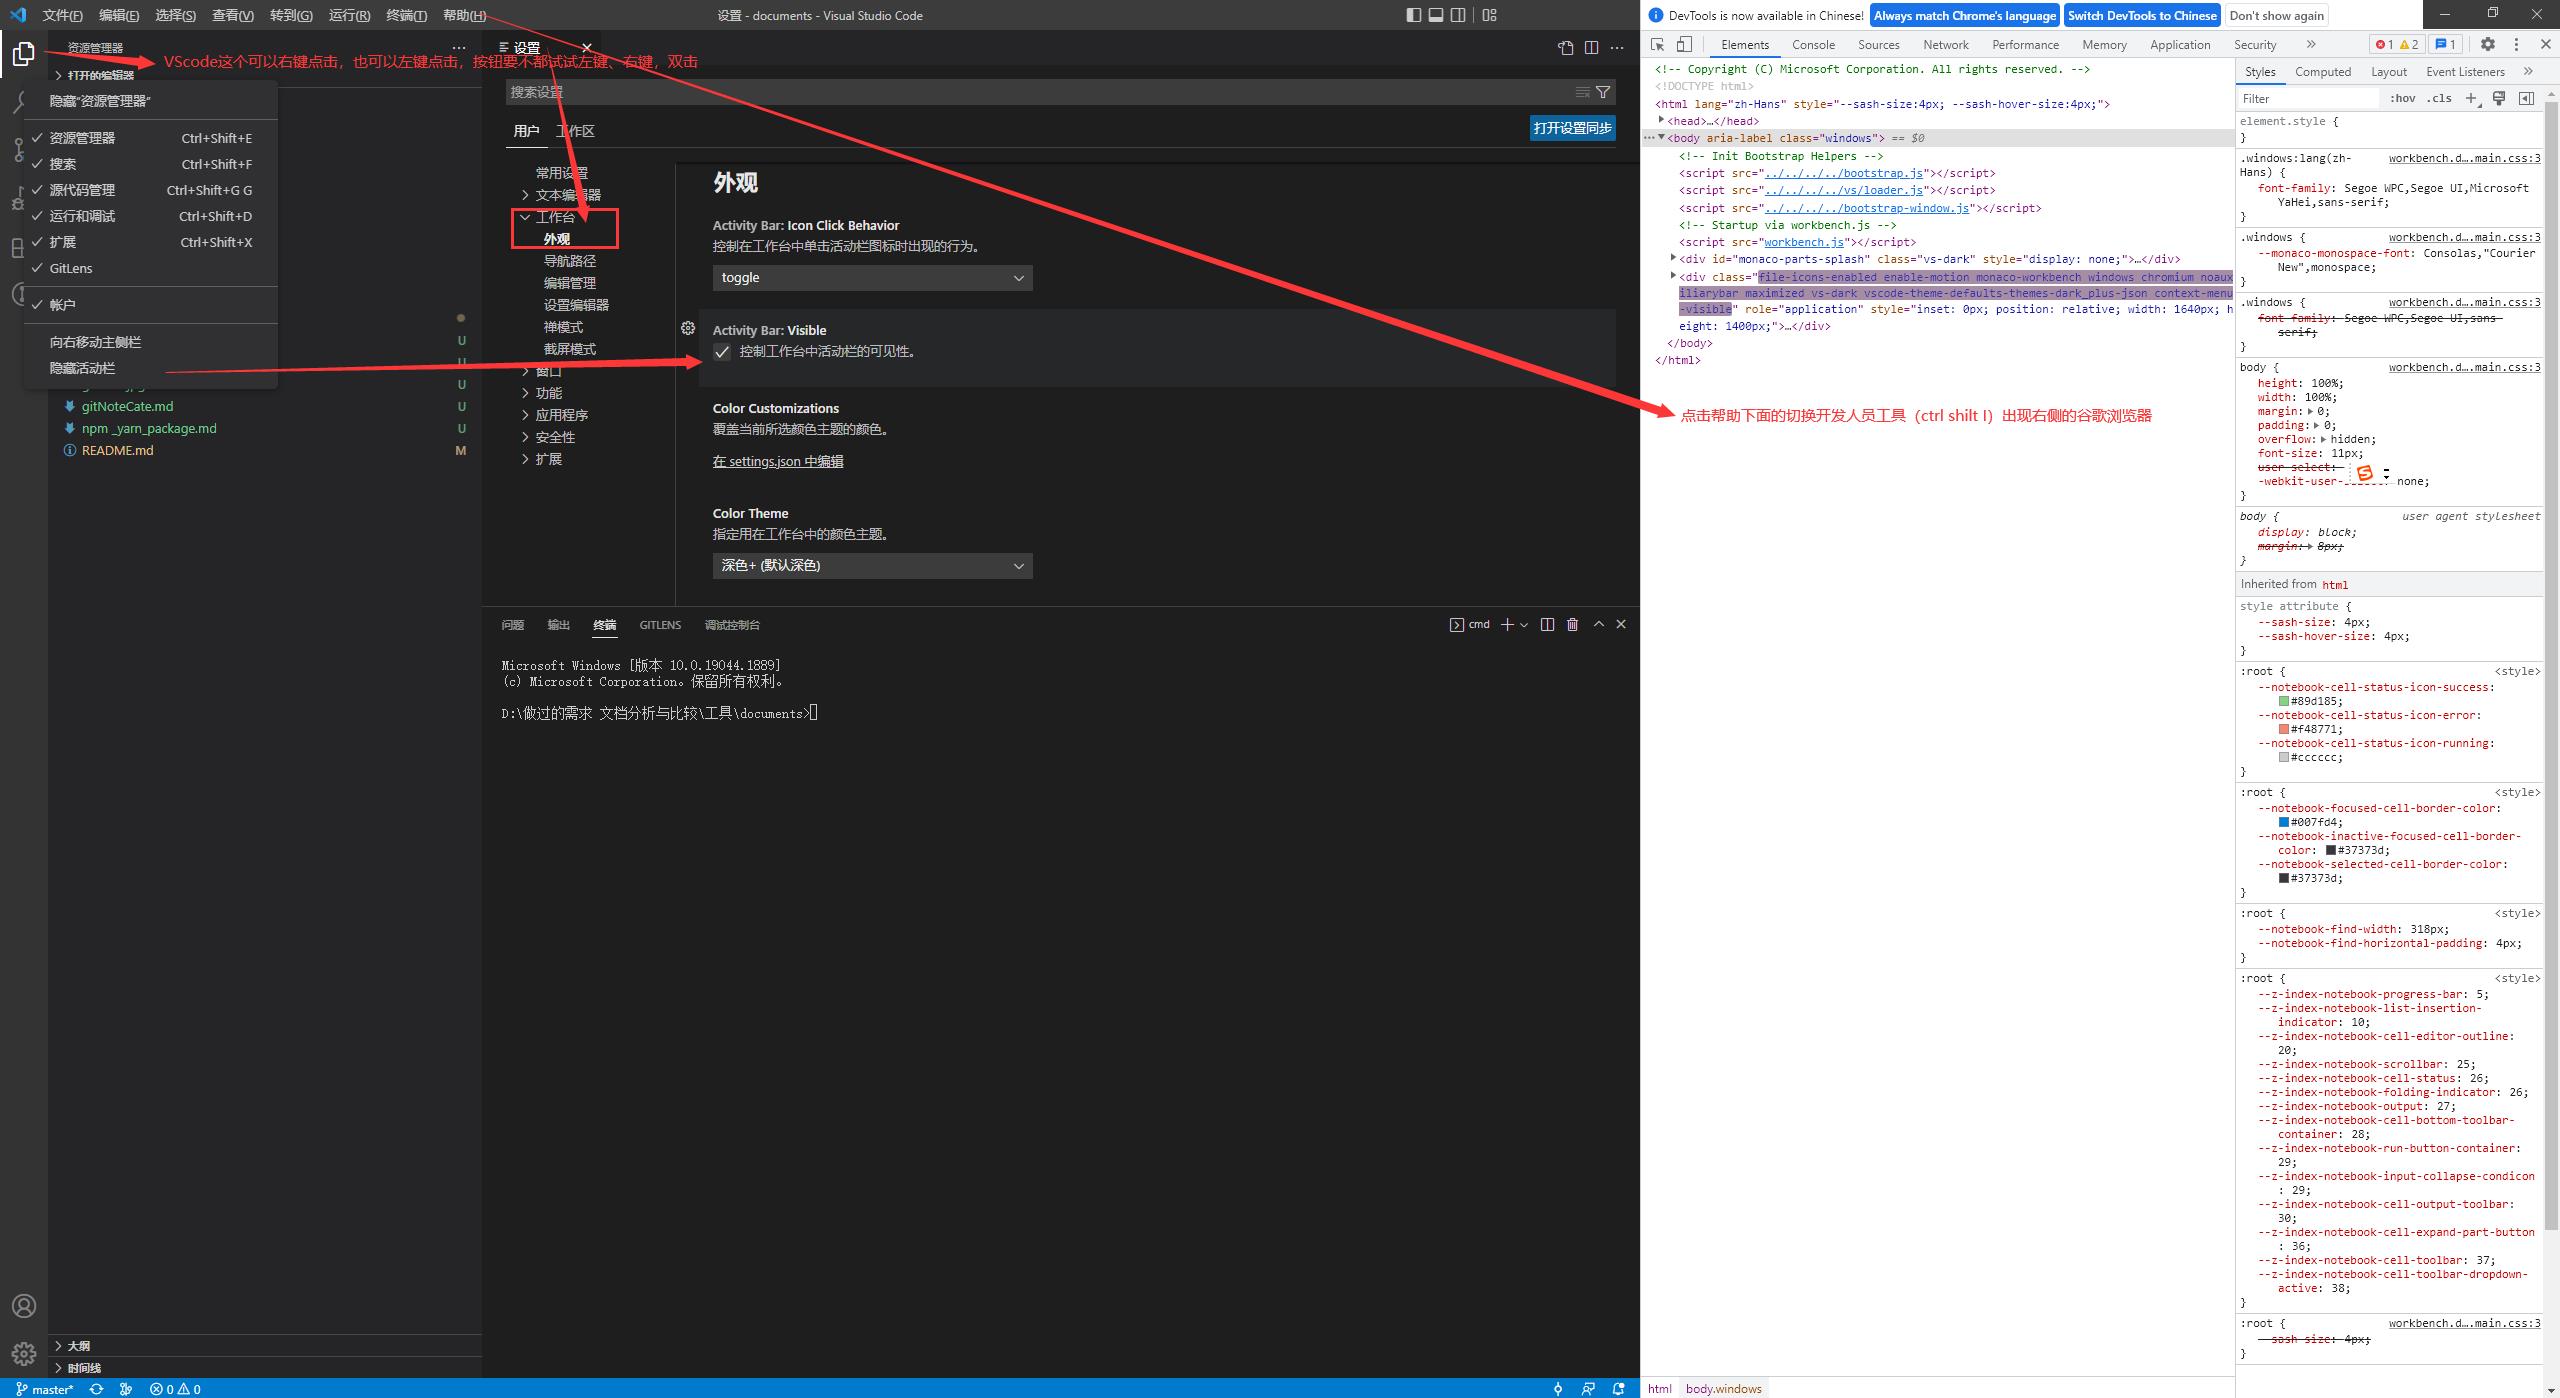 文件(F) 编辑(E) 选择(S) 查看(V) 转到(G) 运行(R) 终端(T) 帮助(H)
设置 - documents - Visual Studio Code
资源管理器
打开的编辑器
VScode这个可以右键点击，也可以左键点击，按钮要不都试试左键、右键，双击
隐藏"资源管理器"
资源管理器 Ctrl+Shift+E
搜索 Ctrl+Shift+F
源代码管理 Ctrl+Shift+G G
运行和调试 Ctrl+Shift+D
扩展 Ctrl+Shift+X
GitLens
帐户
向右移动主侧栏
隐藏活动栏
U
U
U
U
gitNoteCate.md U
npm _yarn_package.md U
README.md M
大纲
时间线
master* 0 0
设置
搜索设置
用户 工作区
打开设置同步
常用设置
文本编辑器
工作台
外观
导航路径
编辑管理
设置编辑器
禅模式
截屏模式
窗口
功能
应用程序
安全性
扩展
外观
Activity Bar: Icon Click Behavior
控制在工作台中单击活动栏图标时出现的行为。
toggle
Activity Bar: Visible
控制工作台中活动栏的可见性。
Color Customizations
覆盖当前所选颜色主题的颜色。
在 settings.json 中编辑
Color Theme
指定用在工作台中的颜色主题。
深色+ (默认深色)
问题 输出 终端 GITLENS 调试控制台
cmd
Microsoft Windows [版本 10.0.19044.1889]
(c) Microsoft Corporation。保留所有权利。
D:\做过的需求 文档分析与比较\工具\documents>
DevTools is now available in Chinese! Always match Chrome's language Switch DevTools to Chinese Don't show again
Elements Console Sources Network Performance Memory Application Security » 1 2 1
<!-- Copyright (C) Microsoft Corporation. All rights reserved. -->
<!DOCTYPE html>
<html lang="zh-Hans" style="--sash-size:4px; --sash-hover-size:4px;">
<head>…</head>
<body aria-label class="windows"> == $0
<!-- Init Bootstrap Helpers -->
<script src="../../../../bootstrap.js"></script>
<script src="../../../../vs/loader.js"></script>
<script src="../../../../bootstrap-window.js"></script>
<!-- Startup via workbench.js -->
<script src="workbench.js"></script>
<div id="monaco-parts-splash" class="vs-dark" style="display: none;">…</div>
<div class="file-icons-enabled enable-motion monaco-workbench windows chromium noaux
iliarybar maximized vs-dark vscode-theme-defaults-themes-dark_plus-json context-menu
-visible" role="application" style="inset: 0px; position: relative; width: 1640px; h
eight: 1400px;">…</div>
</body>
</html>
点击帮助下面的切换开发人员工具（ctrl shilt I）出现右侧的谷歌浏览器
html body.windows
Styles Computed Layout Event Listeners »
Filter :hov .cls
element.style {
}
.windows:lang(zh- workbench.d….main.css:3
Hans) {
font-family: Segoe WPC,Segoe UI,Microsoft
YaHei,sans-serif;
}
.windows { workbench.d….main.css:3
--monaco-monospace-font: Consolas,"Courier
New",monospace;
}
.windows { workbench.d….main.css:3
font-family: Segoe WPC,Segoe UI,sans-
serif;
}
body { workbench.d….main.css:3
height: 100%;
width: 100%;
margin: 0;
padding: 0;
overflow: hidden;
font-size: 11px;
user-select:
-webkit-user- none;
}
body { user agent stylesheet
display: block;
margin: 8px;
}
Inherited from html
style attribute {
--sash-size: 4px;
--sash-hover-size: 4px;
}
:root { <style>
--notebook-cell-status-icon-success:
#89d185;
--notebook-cell-status-icon-error:
#f48771;
--notebook-cell-status-icon-running:
#cccccc;
}
:root { <style>
--notebook-focused-cell-border-color:
#007fd4;
--notebook-inactive-focused-cell-border-
color: #37373d;
--notebook-selected-cell-border-color:
#37373d;
}
:root { <style>
--notebook-find-width: 318px;
--notebook-find-horizontal-padding: 4px;
}
:root { <style>
--z-index-notebook-progress-bar: 5;
--z-index-notebook-list-insertion-
indicator: 10;
--z-index-notebook-cell-editor-outline:
20;
--z-index-notebook-scrollbar: 25;
--z-index-notebook-cell-status: 26;
--z-index-notebook-folding-indicator: 26;
--z-index-notebook-output: 27;
--z-index-notebook-cell-bottom-toolbar-
container: 28;
--z-index-notebook-run-button-container:
29;
--z-index-notebook-input-collapse-condicon
: 29;
--z-index-notebook-cell-output-toolbar:
30;
--z-index-notebook-cell-expand-part-button
: 36;
--z-index-notebook-cell-toolbar: 37;
--z-index-notebook-cell-toolbar-dropdown-
active: 38;
}
:root { workbench.d….main.css:3
--sash-size: 4px;
}